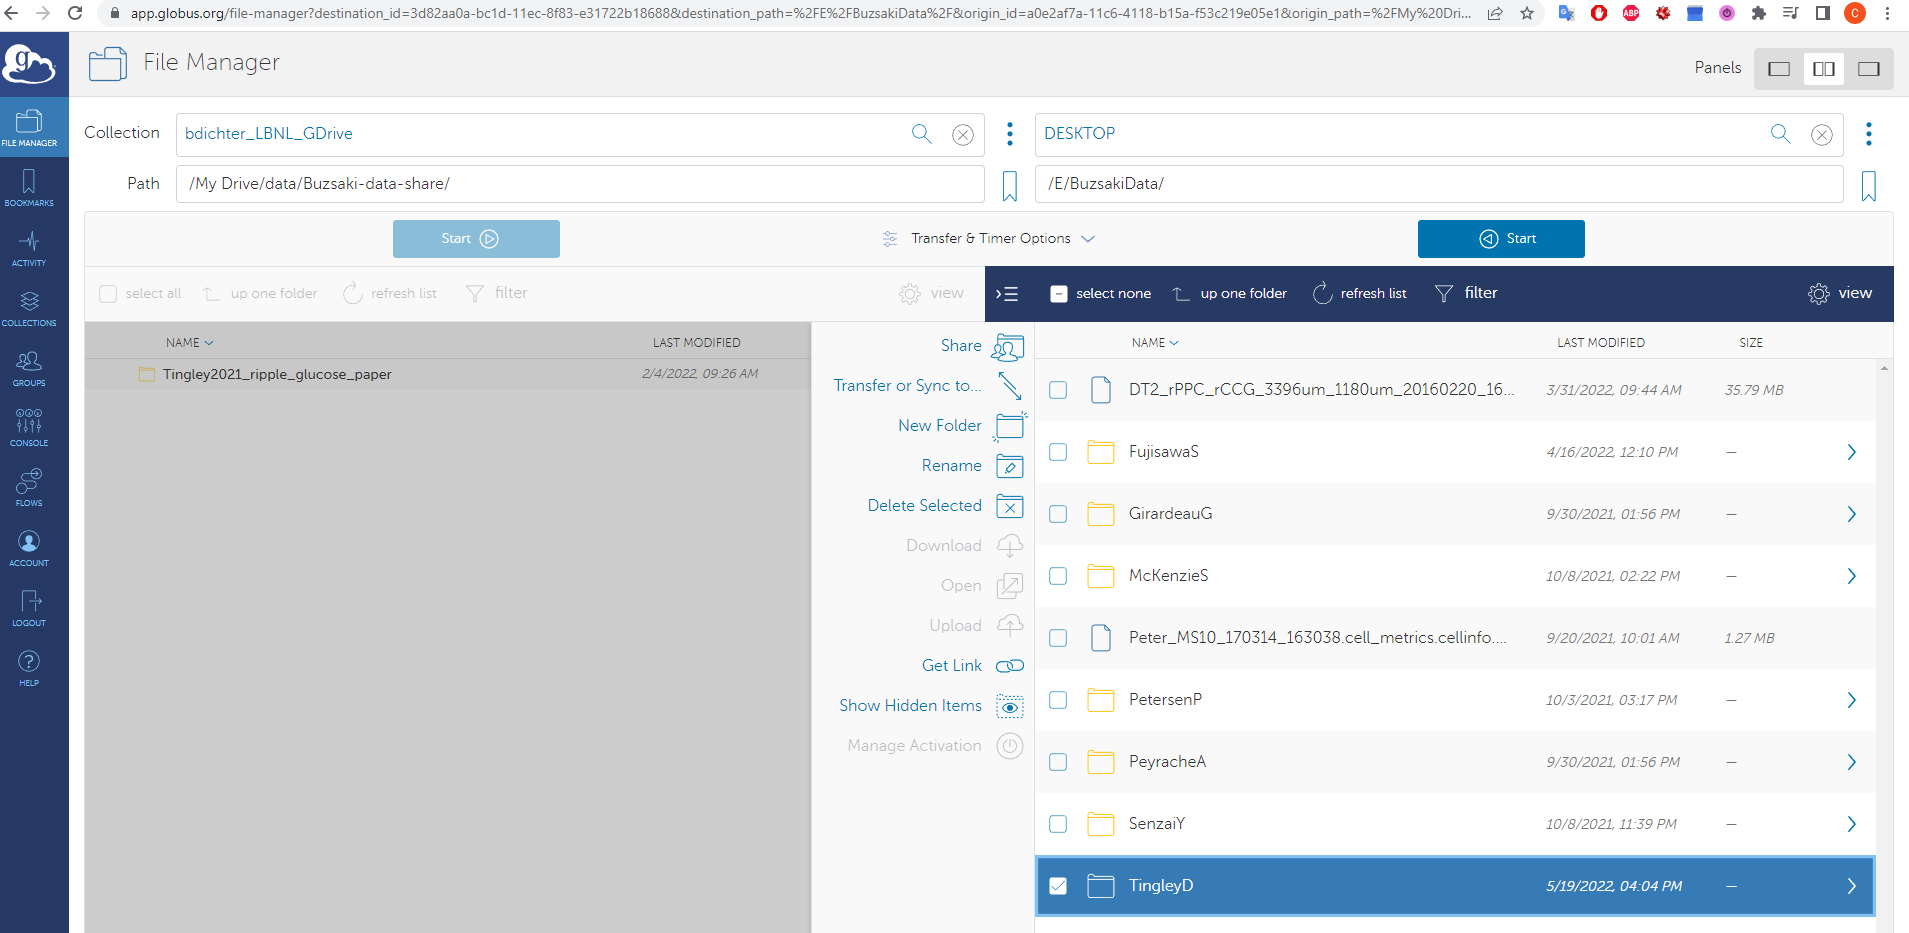 app.globus.org/file-manager?destination_id=3d82aa0a-bc1d-11ec-8f83-e31722b18688&destination_path=%2FE%2FBuzsakiData%2F&origin_id=a0e2af7a-11c6-4118-b15a-f53c219e05e1&origin_path=%2FMy%20Dri...
ABP
C
g
File Manager
Panels
FILE MANAGER
BOOKMARKS
ACTIVITY
COLLECTIONS
GROUPS
CONSOLE
FLOWS
ACCOUNT
LOGOUT
HELP
Collection
bdichter_LBNL_GDrive
DESKTOP
Path
/My Drive/data/Buzsaki-data-share/
/E/BuzsakiData/
Start
Transfer & Timer Options
Start
select all
up one folder
refresh list
filter
view
select none
up one folder
refresh list
filter
view
NAME
LAST MODIFIED
Tingley2021_ripple_glucose_paper
2/4/2022, 09:26 AM
Share
Transfer or Sync to...
New Folder
Rename
Delete Selected
Download
Open
Upload
Get Link
Show Hidden Items
Manage Activation
NAME
LAST MODIFIED
SIZE
DT2_rPPC_rCCG_3396um_1180um_20160220_16...
3/31/2022, 09:44 AM
35.79 MB
FujisawaS
4/16/2022, 12:10 PM
—
GirardeauG
9/30/2021, 01:56 PM
—
McKenzieS
10/8/2021, 02:22 PM
—
Peter_MS10_170314_163038.cell_metrics.cellinfo....
9/20/2021, 10:01 AM
1.27 MB
PetersenP
10/3/2021, 03:17 PM
—
PeyracheA
9/30/2021, 01:56 PM
—
SenzaiY
10/8/2021, 11:39 PM
—
TingleyD
5/19/2022, 04:04 PM
—